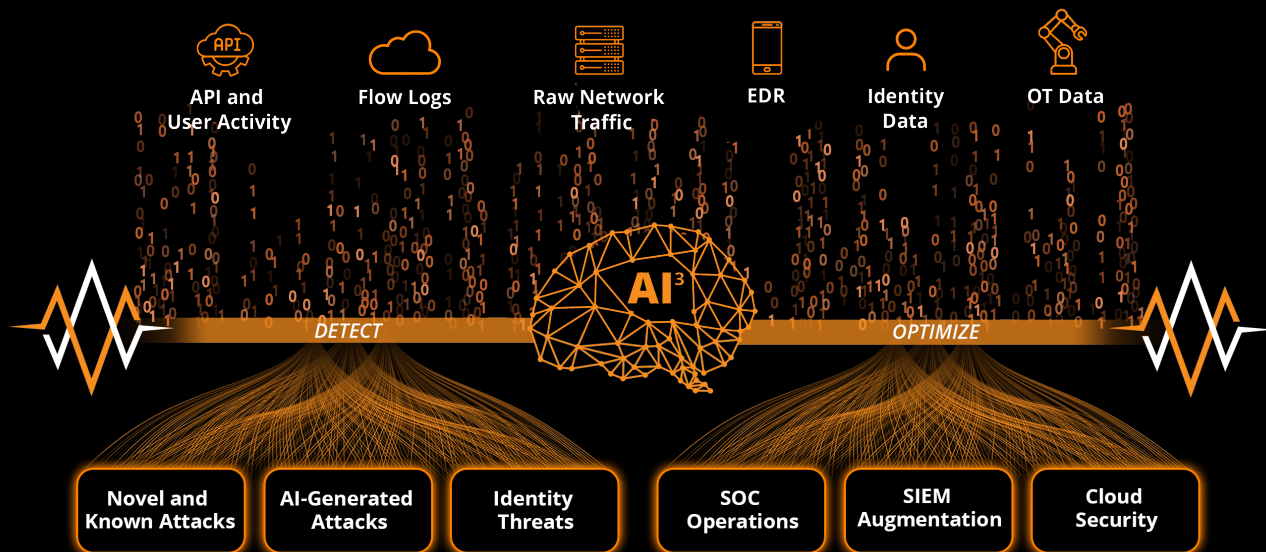 API
API and
User Activity
Flow Logs
Raw Network
Traffic
EDR
Identity
Data
OT Data
AI³
DETECT
OPTIMIZE
Novel and
Known Attacks
AI-Generated
Attacks
Identity
Threats
SOC
Operations
SIEM
Augmentation
Cloud
Security